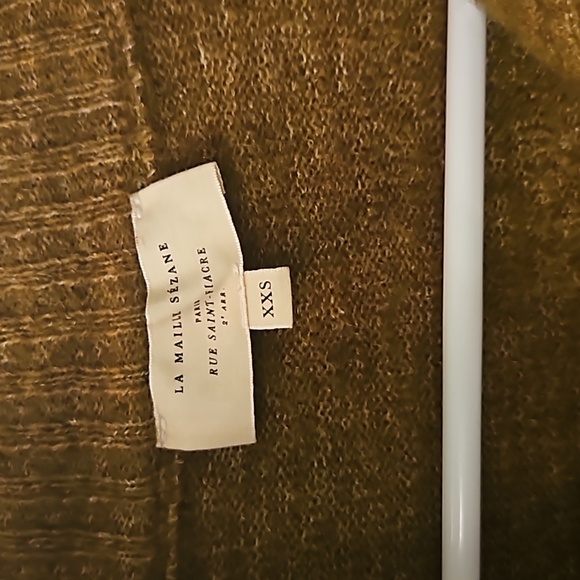 LA MAILLE SÉZANE
PARIS
RUE SAINT-FIACRE
2e ARR
XXS